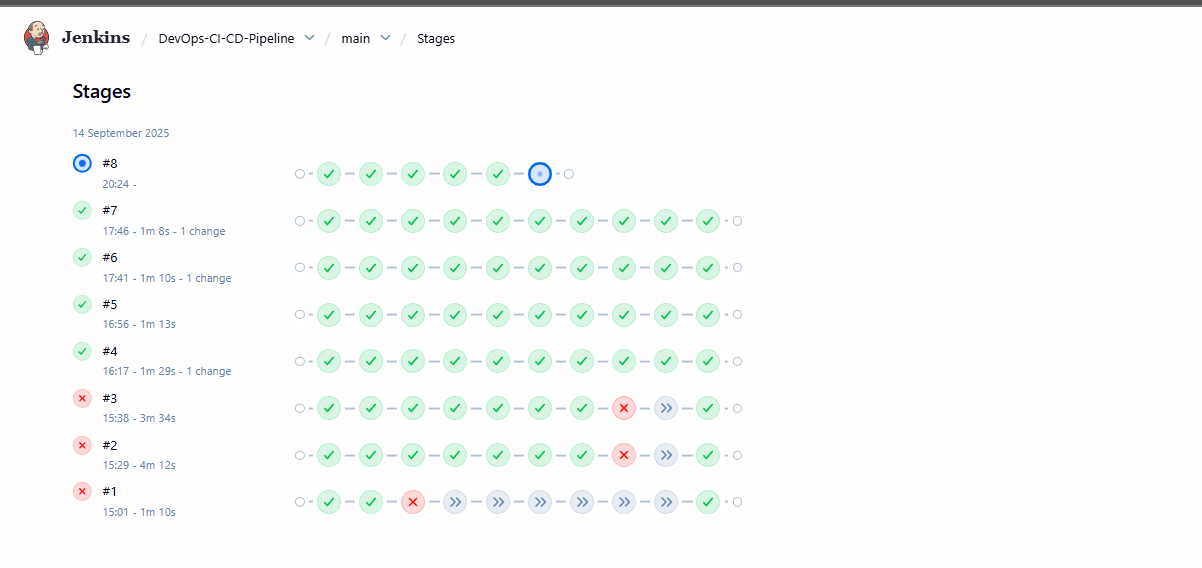 Jenkins / DevOps-CI-CD-Pipeline / main / Stages
Stages
14 September 2025
#8
20:24 -
#7
17:46 - 1m 8s - 1 change
#6
17:41 - 1m 10s - 1 change
#5
16:56 - 1m 13s
#4
16:17 - 1m 29s - 1 change
#3
15:38 - 3m 34s
#2
15:29 - 4m 12s
#1
15:01 - 1m 10s